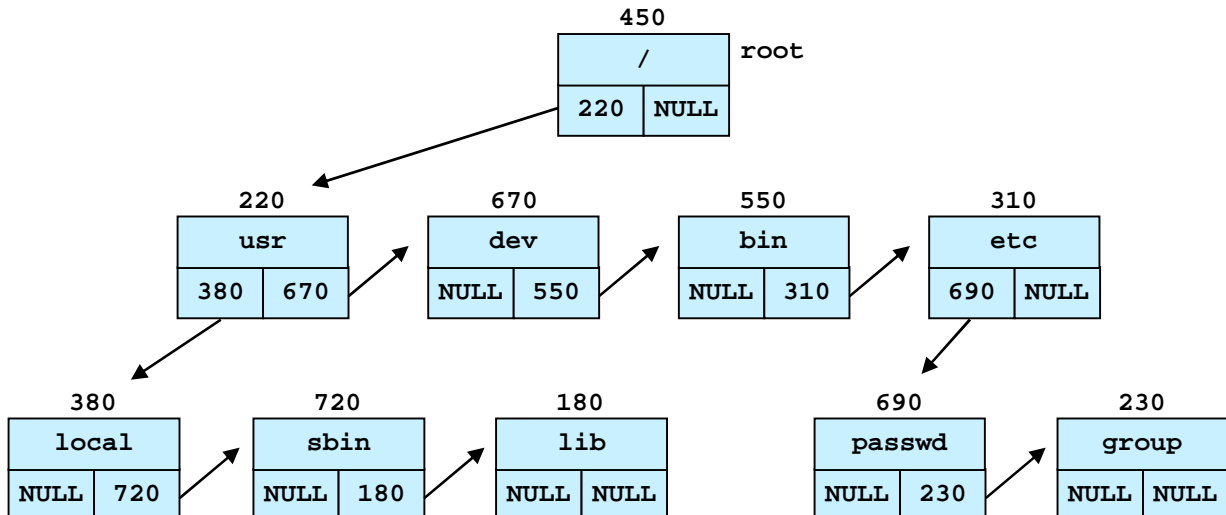 450
/ root
220 NULL
220 670 550 310
usr dev bin etc
380 670 NULL 550 NULL 310 690 NULL
380 720 180 690 230
local sbin lib passwd group
NULL 720 NULL 180 NULL NULL NULL 230 NULL NULL